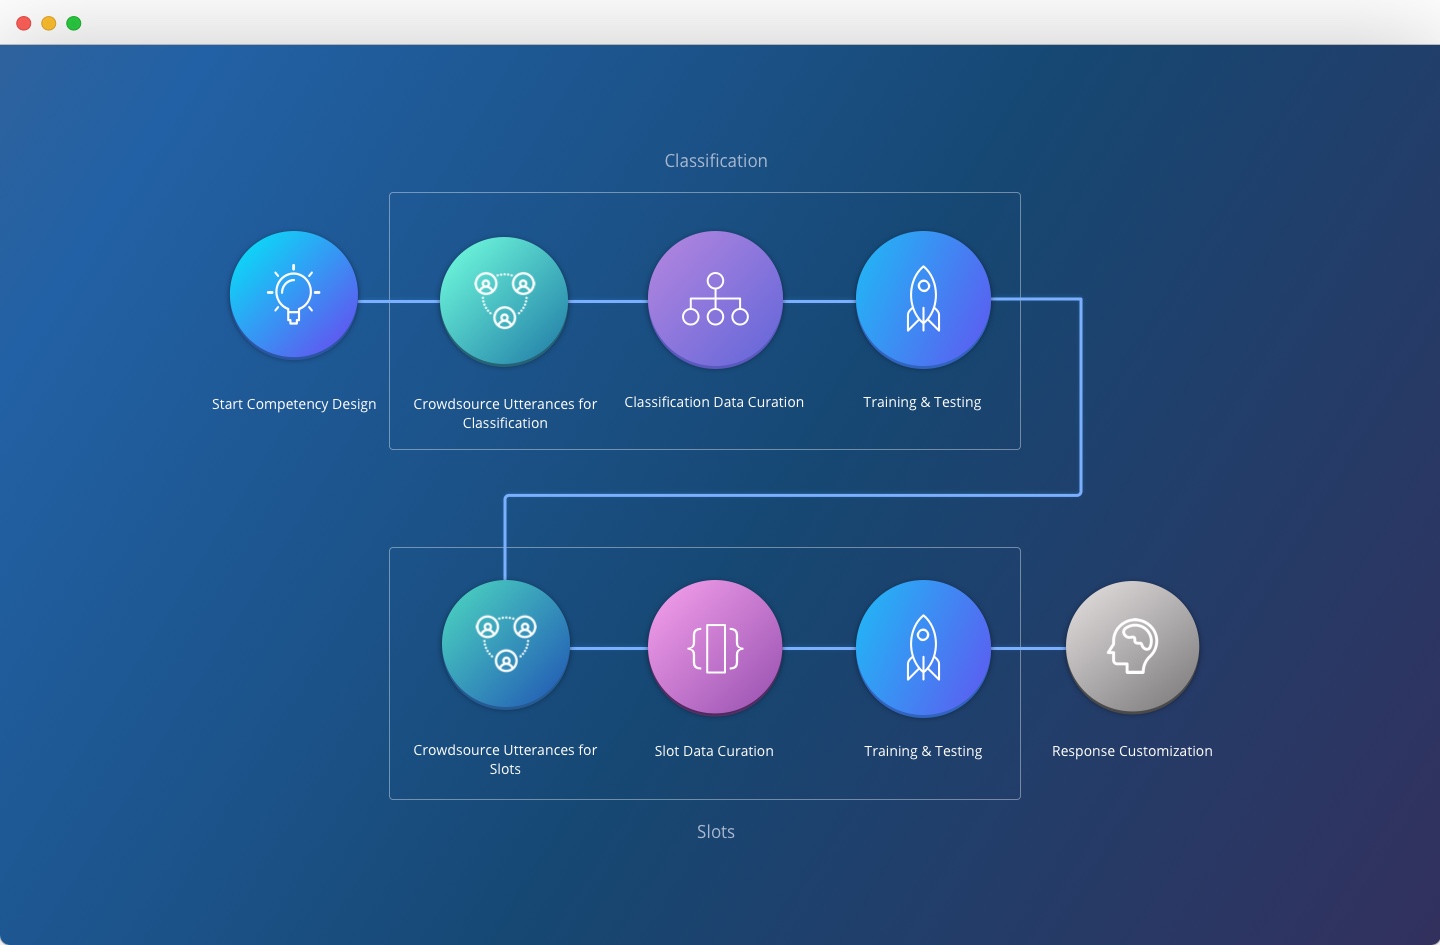 Classification
Start Competency Design
Crowdsource Utterances for
Classification
Classification Data Curation
Training & Testing
Crowdsource Utterances for
Slots
Slot Data Curation
Training & Testing
Response Customization
Slots